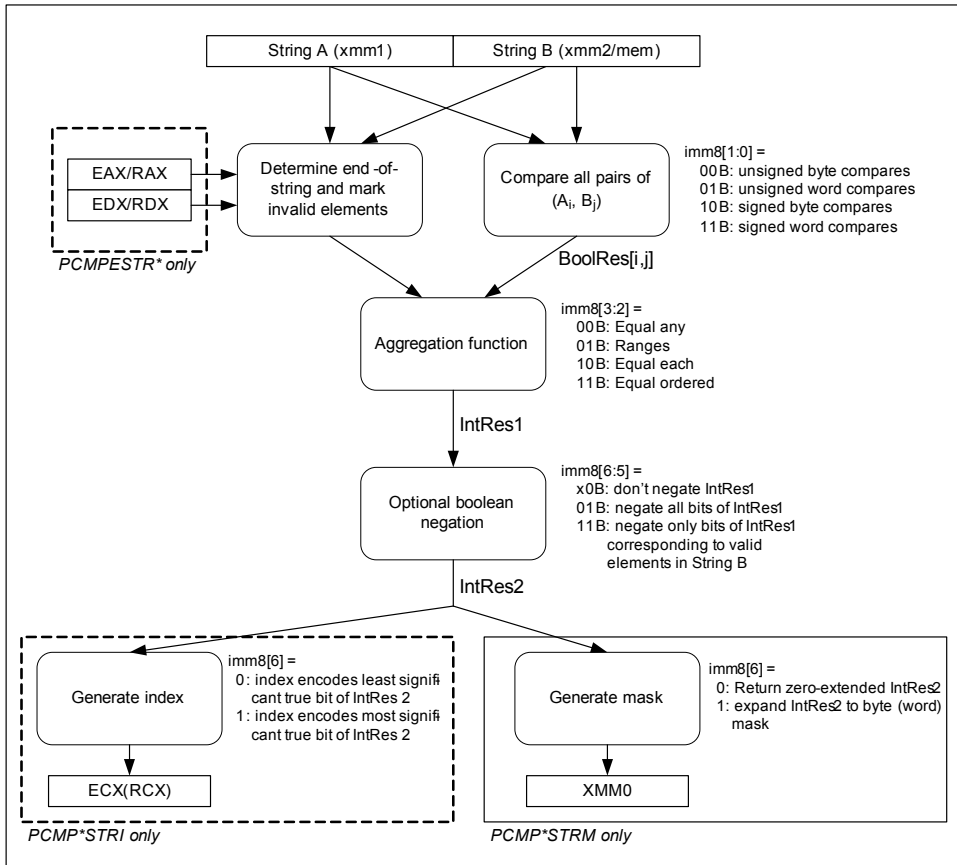 String A (xmm1)
String B (xmm2/mem)
EAX/RAX
EDX/RDX
PCMPESTR* only
Determine end -of-
string and mark
invalid elements
Compare all pairs of
(Ai, Bj)
imm8[1:0] =
00B: unsigned byte compares
01B: unsigned word compares
10B: signed byte compares
11B: signed word compares
BoolRes[i,j]
Aggregation function
imm8[3:2] =
00B: Equal any
01B: Ranges
10B: Equal each
11B: Equal ordered
IntRes1
Optional boolean
negation
imm8[6:5] =
x0B: don't negate IntRes1
01B: negate all bits of IntRes1
11B: negate only bits of IntRes1
corresponding to valid
elements in String B
IntRes2
Generate index
imm8[6] =
0: index encodes least signifi
cant true bit of IntRes 2
1: index encodes most signifi
cant true bit of IntRes 2
ECX(RCX)
PCMP*STRI only
Generate mask
imm8[6] =
0: Return zero-extended IntRes2
1: expand IntRes2 to byte (word)
mask
XMM0
PCMP*STRM only